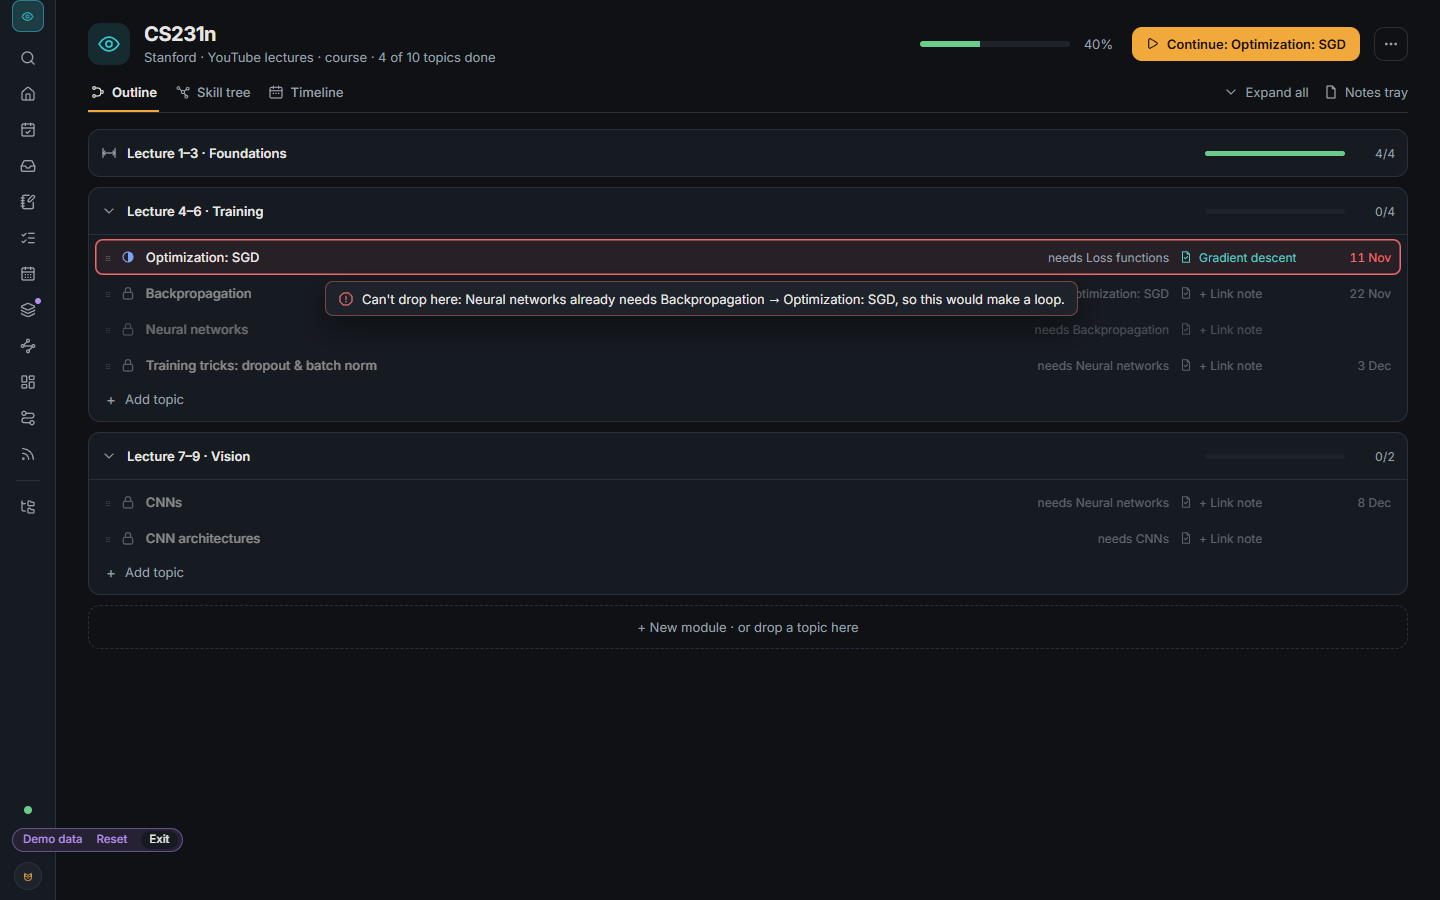 CS231n
Stanford · YouTube lectures · course · 4 of 10 topics done
40%
Continue: Optimization: SGD
Outline
Skill tree
Timeline
Expand all
Notes tray
Lecture 1–3 · Foundations
4/4
Lecture 4–6 · Training
0/4
Optimization: SGD
needs Loss functions
Gradient descent
11 Nov
Backpropagation
Can't drop here: Neural networks already needs Backpropagation → Optimization: SGD, so this would make a loop.
SGD
+ Link note
22 Nov
Neural networks
needs Backpropagation
+ Link note
Training tricks: dropout & batch norm
needs Neural networks
+ Link note
3 Dec
+ Add topic
Lecture 7–9 · Vision
0/2
CNNs
needs Neural networks
+ Link note
8 Dec
CNN architectures
needs CNNs
+ Link note
+ Add topic
+ New module · or drop a topic here
Demo data
Reset
Exit